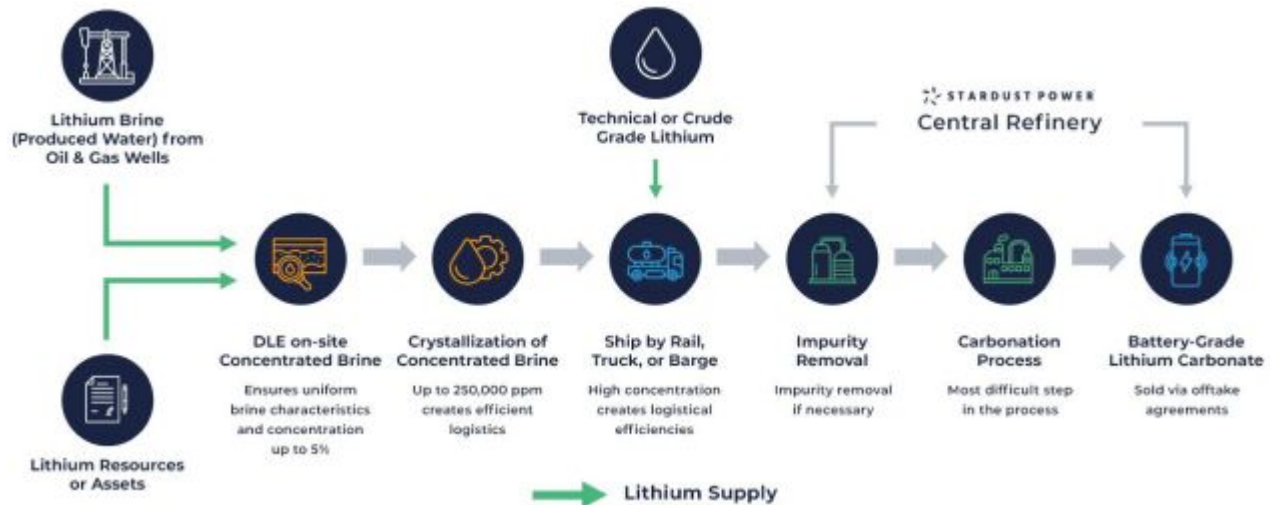 Lithium Brine
(Produced Water) from
Oil & Gas Wells
Technical or Crude
Grade Lithium
STARDUST POWER
Central Refinery
DLE on-site
Concentrated Brine
Ensures uniform
brine characteristics
and concentration
up to 5%
Crystallization of
Concentrated Brine
Up to 250,000 ppm
creates efficient
logistics
Ship by Rail,
Truck, or Barge
High concentration
creates logistical
efficiencies
Impurity
Removal
Impurity removal
if necessary
Carbonation
Process
Most difficult step
in the process
Battery-Grade
Lithium Carbonate
Sold via offtake
agreements
Lithium Resources
or Assets
Lithium Supply